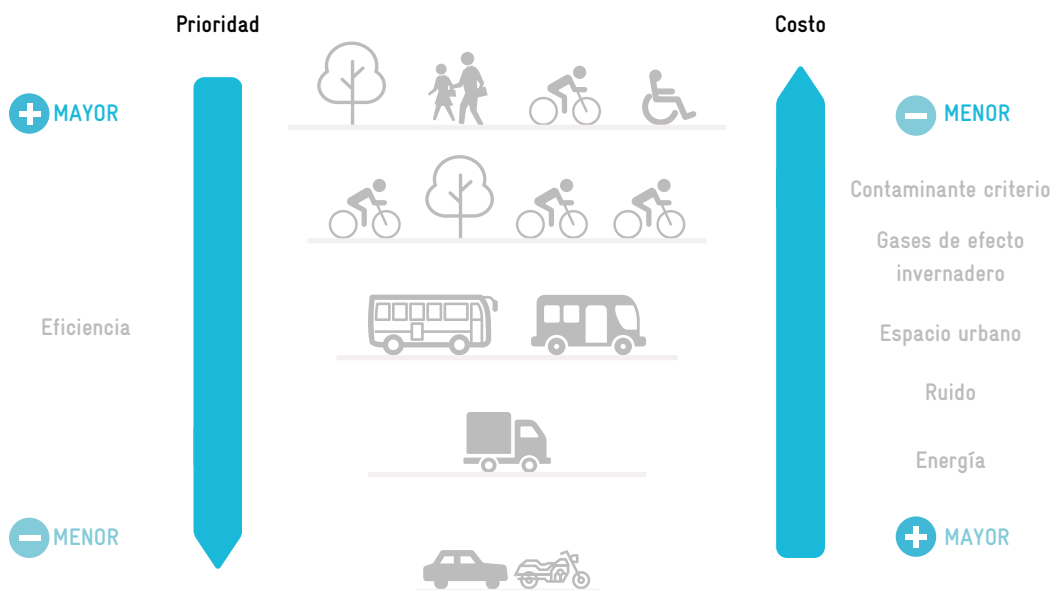 Prioridad
Costo
MAYOR
MENOR
Contaminante criterio
Gases de efecto
invernadero
Eficiencia
Espacio urbano
Ruido
Energía
MENOR
MAYOR